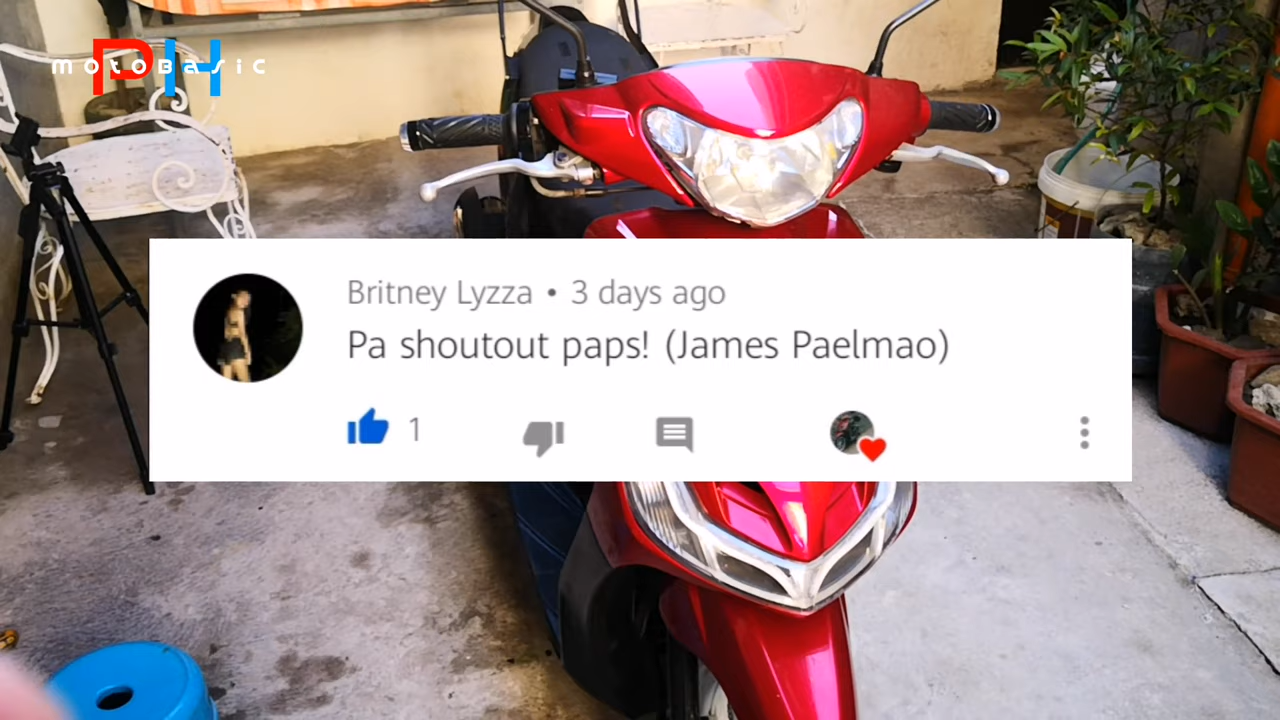 PH
motoBasic
Britney Lyzza • 3 days ago
Pa shoutout paps! (James Paelmao)
1